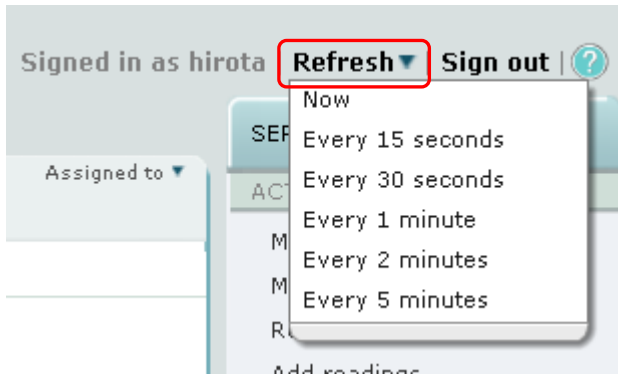 Signed in as hirota Refresh▼ | Sign out | ?
Now
Every 15 seconds
Every 30 seconds
Every 1 minute
Every 2 minutes
Every 5 minutes
Assigned to ▼
Add readings